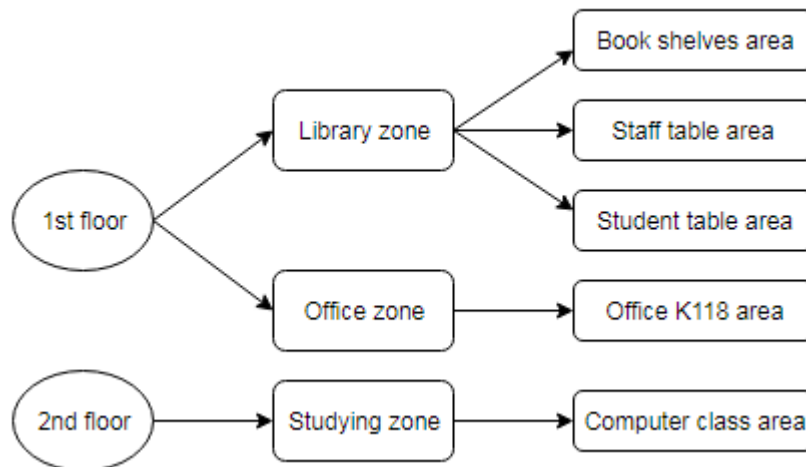 Book shelves area
Library zone
Staff table area
1st floor
Student table area
Office zone
Office K118 area
2nd floor
Studying zone
Computer class area